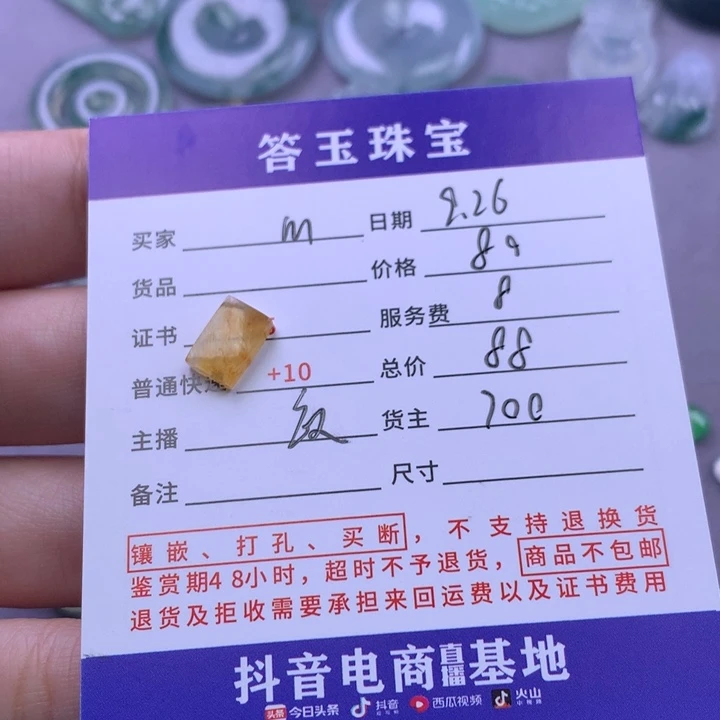 答玉珠宝
买家 m 日期 9.26
货品 价格 80
证书 服务费 8
普通快递 +10 总价 88
主播 货主 700
备注 尺寸
镶嵌、打孔、买断，不支持退换货
鉴赏期48小时，超时不予退货，商品不包邮
退货及拒收需要承担来回运费以及证书费用
抖音电商直播基地
头条 今日头条 抖音 西瓜视频 火山